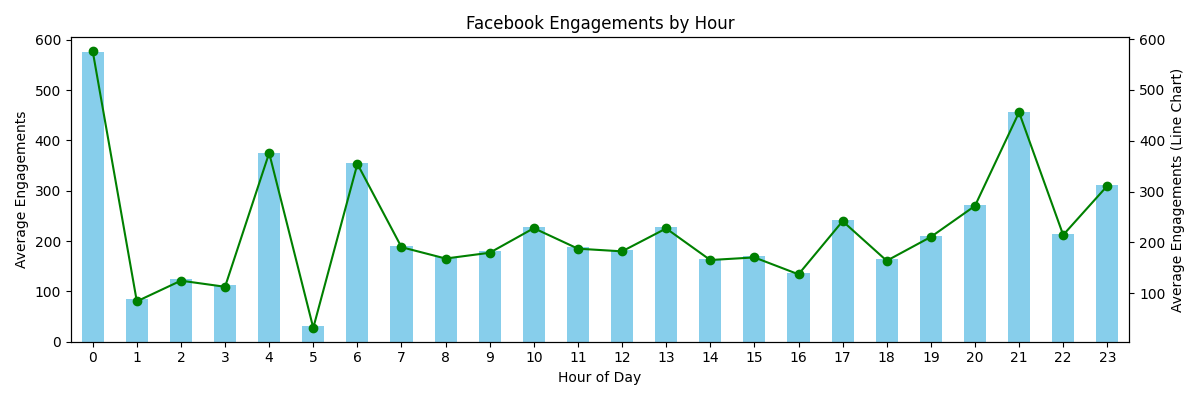 Facebook Engagements by Hour
Average Engagements
600
500
400
300
200
100
0
0 1 2 3 4 5 6 7 8 9 10 11 12 13 14 15 16 17 18 19 20 21 22 23
Hour of Day
600
500
400
300
200
100
Average Engagements (Line Chart)